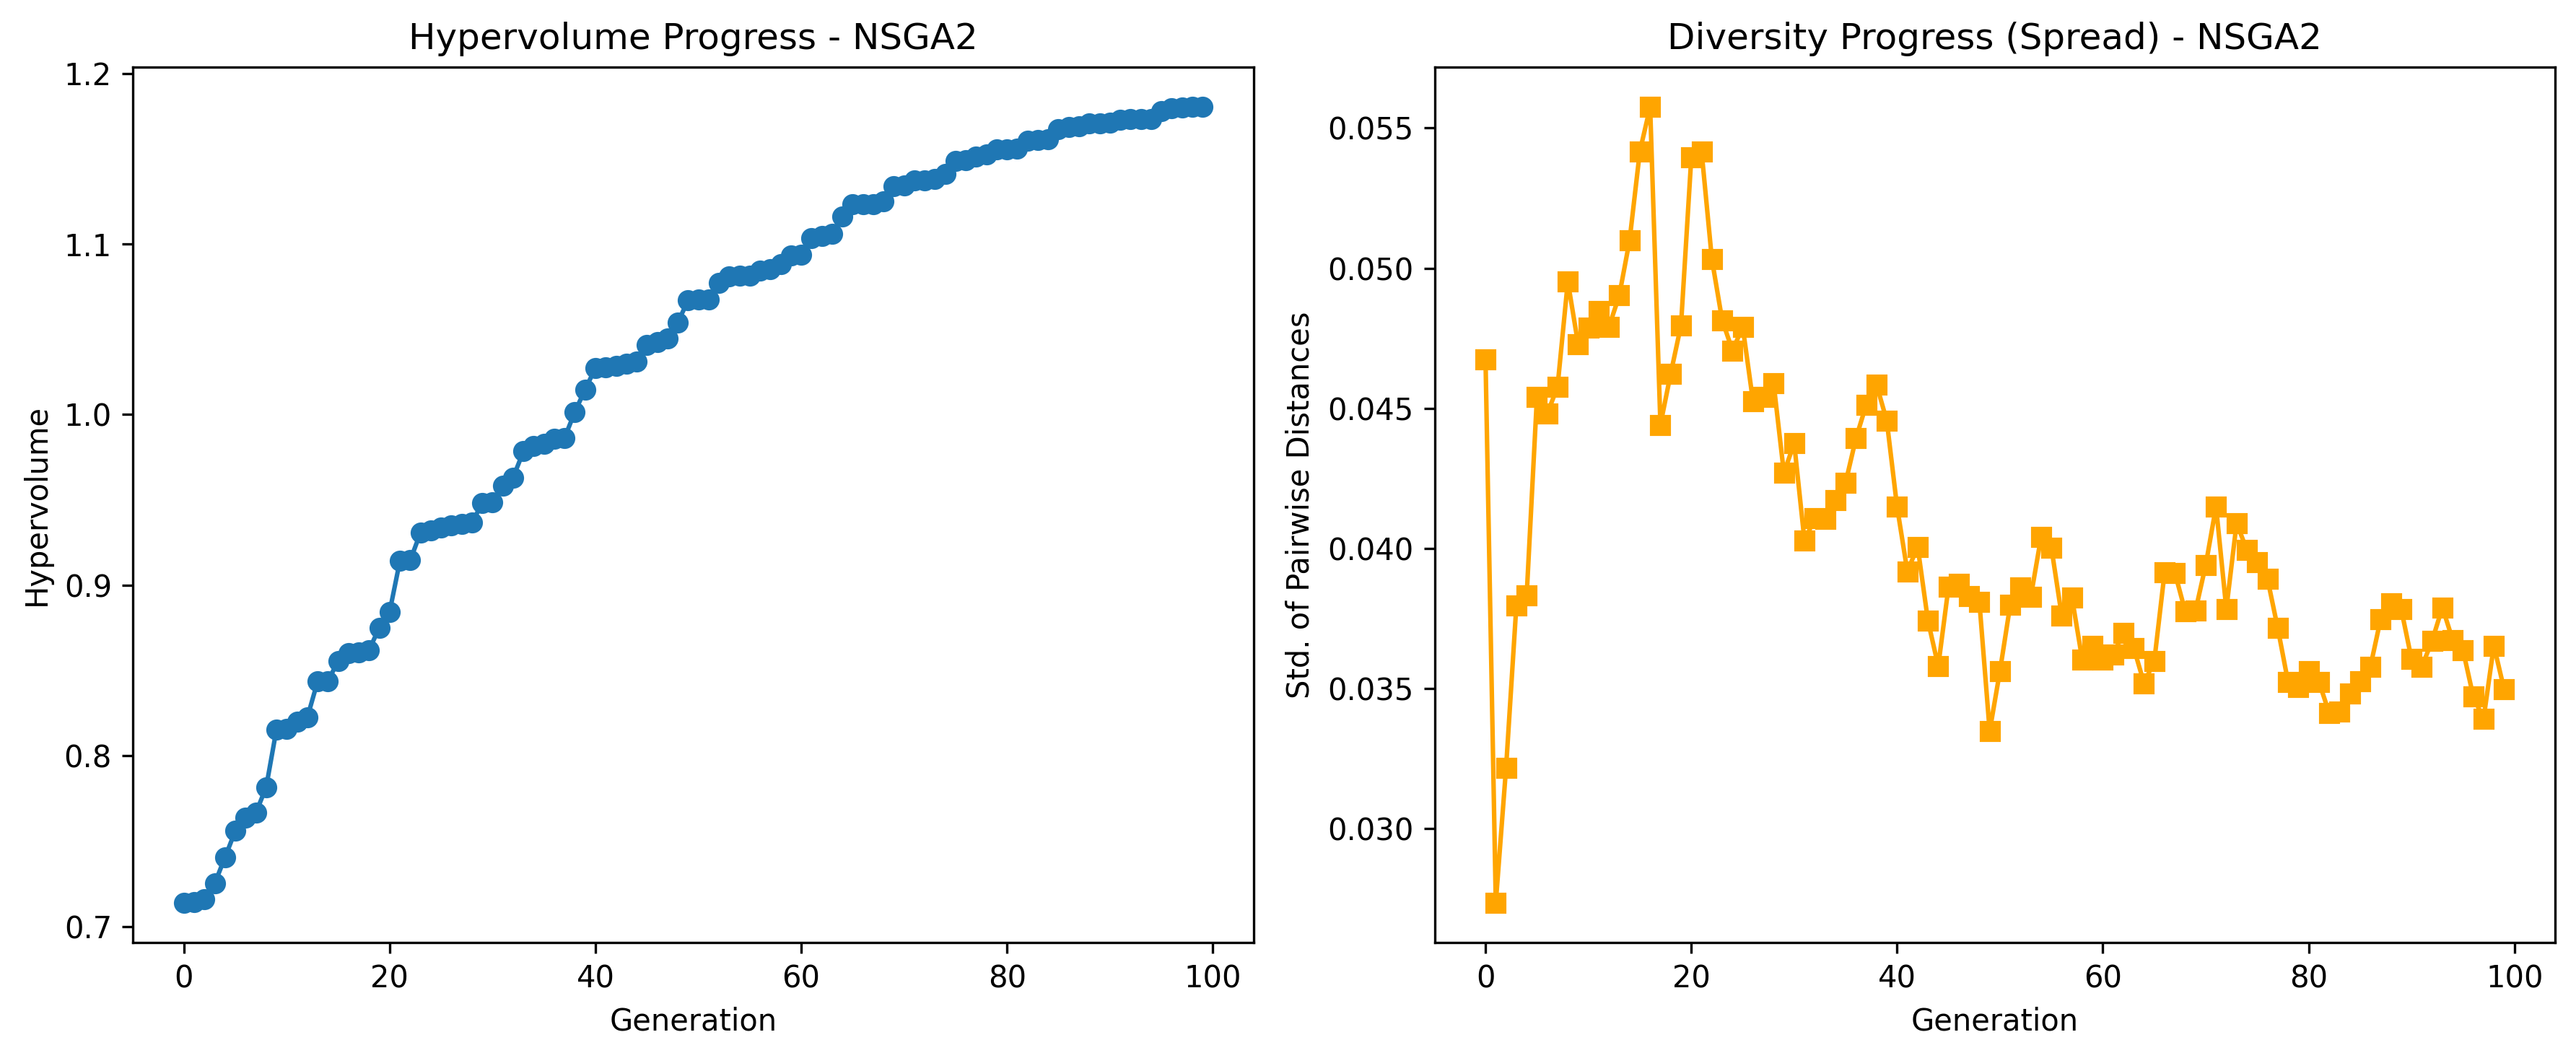 Hypervolume Progress - NSGA2
1.2
1.1
1.0
0.9
0.8
0.7
Hypervolume
0 20 40 60 80 100
Generation
Diversity Progress (Spread) - NSGA2
0.055
0.050
0.045
0.040
0.035
0.030
Std. of Pairwise Distances
0 20 40 60 80 100
Generation